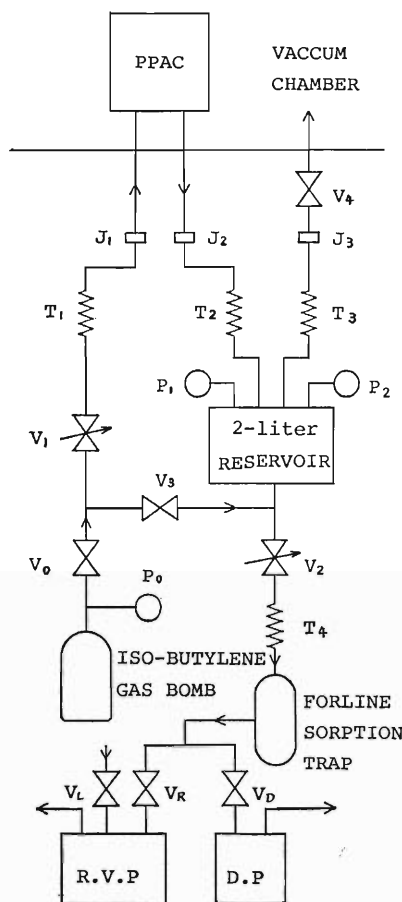 PPAC
VACCUM
CHAMBER
V4
J1
J2
J3
T1
T2
T3
P1
P2
2-liter
RESERVOIR
V1
V3
V0
P0
V2
T4
ISO-BUTYLENE
GAS BOMB
FORLINE
SORPTION
TRAP
VL
VR
VD
R.V.P
D.P